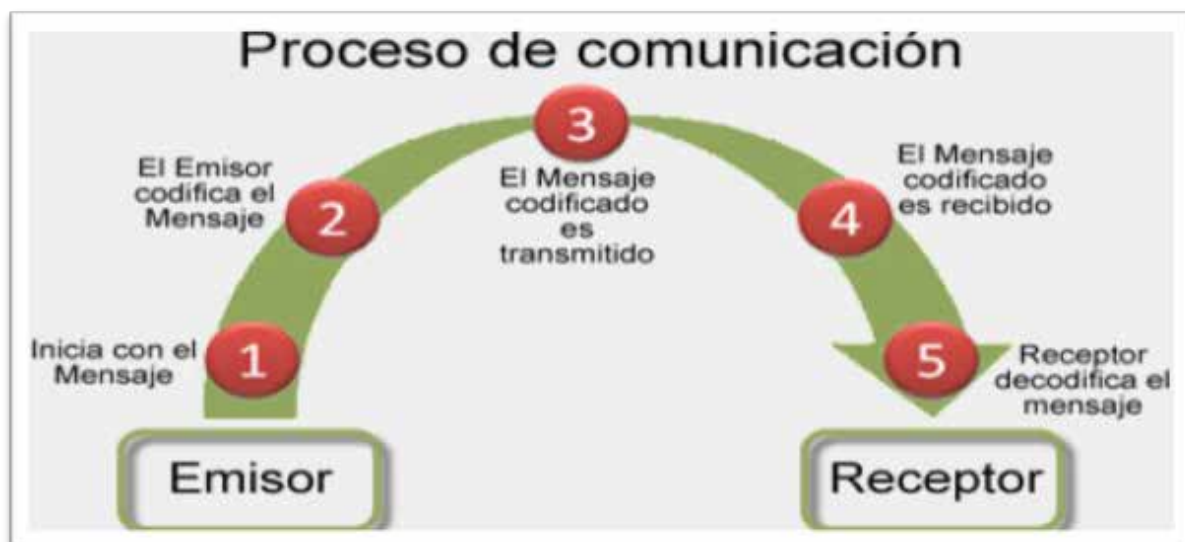 Proceso de comunicación
1
Inicia con el
Mensaje
2
El Emisor
codifica el
Mensaje
3
El Mensaje
codificado
es
transmitido
4
El Mensaje
codificado
es recibido
5
Receptor
decodifica el
mensaje
Emisor
Receptor